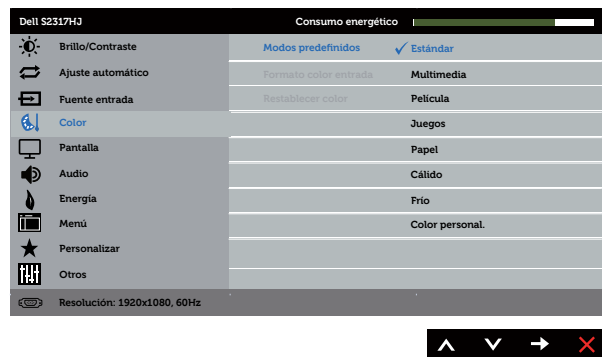 Dell S2317HJ Consumo energético
Brillo/Contraste Modos predefinidos Estándar
Ajuste automático Formato color entrada Multimedia
Fuente entrada Restablecer color Película
Color Juegos
Pantalla Papel
Audio Cálido
Energía Frío
Menú Color personal.
Personalizar
Otros
Resolución: 1920x1080, 60Hz